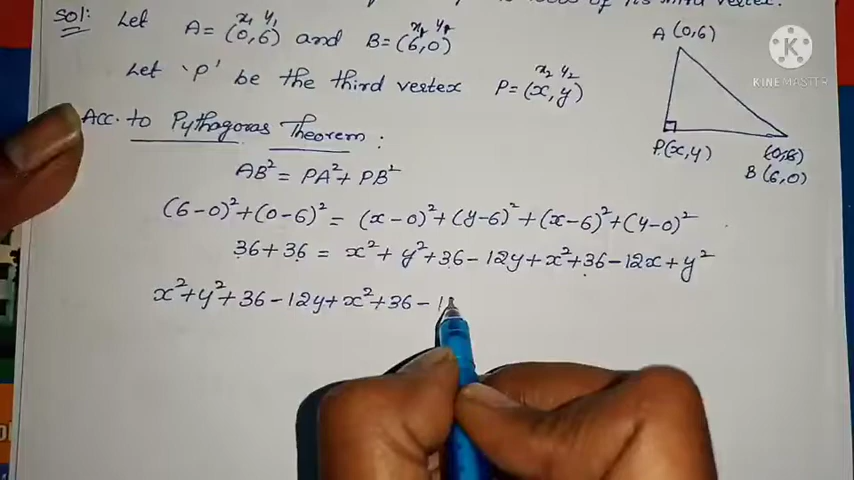 Sol: Let A = (0,6) and B = (6,0)
x₁ y₁
Let 'P' be the third vertex P = (x,y)
x₂ y₂
Acc. to Pythagoras Theorem :
AB² = PA² + PB²
(6-0)² + (0-6)² = (x-0)² + (y-6)² + (x-6)² + (y-0)²
36+36 = x² + y² + 36 - 12y + x² + 36 - 12x + y²
x² + y² + 36 - 12y + x² + 36 - 1
A (0,6)
P(x,y)
B (6,0)
K
KINEMASTER